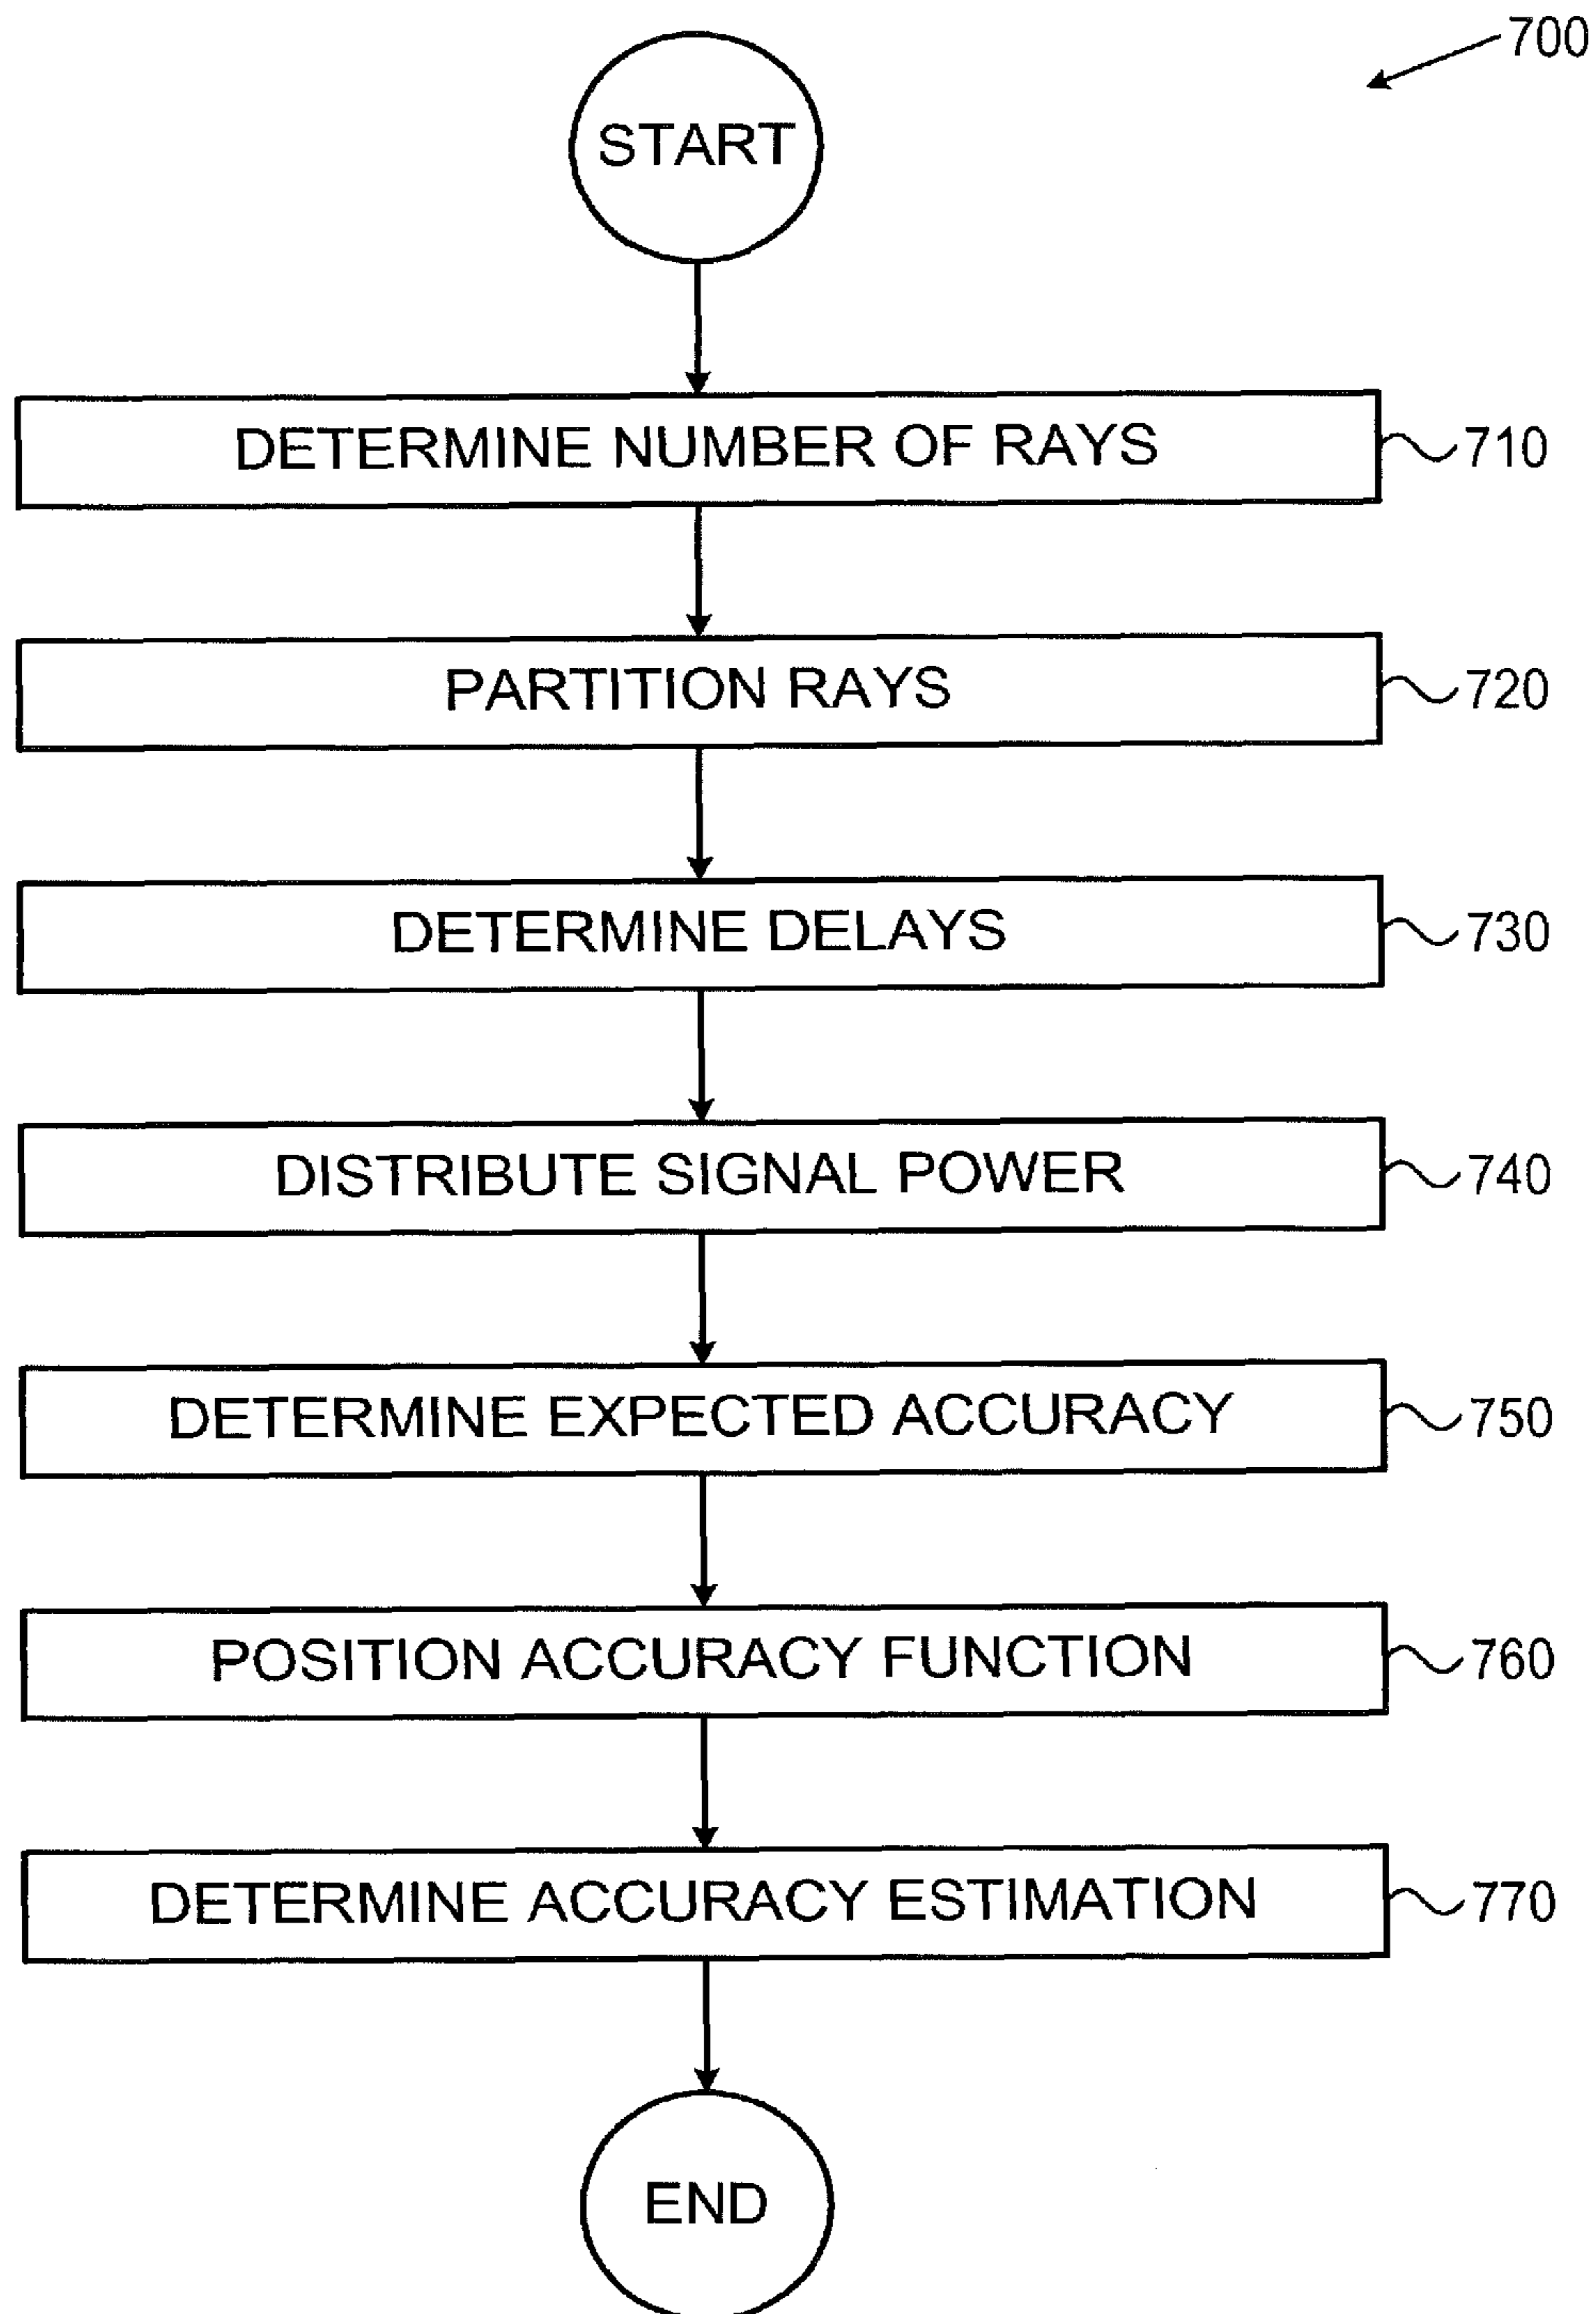 700
START
DETERMINE NUMBER OF RAYS 710
PARTITION RAYS 720
DETERMINE DELAYS 730
DISTRIBUTE SIGNAL POWER 740
DETERMINE EXPECTED ACCURACY 750
POSITION ACCURACY FUNCTION 760
DETERMINE ACCURACY ESTIMATION 770
END